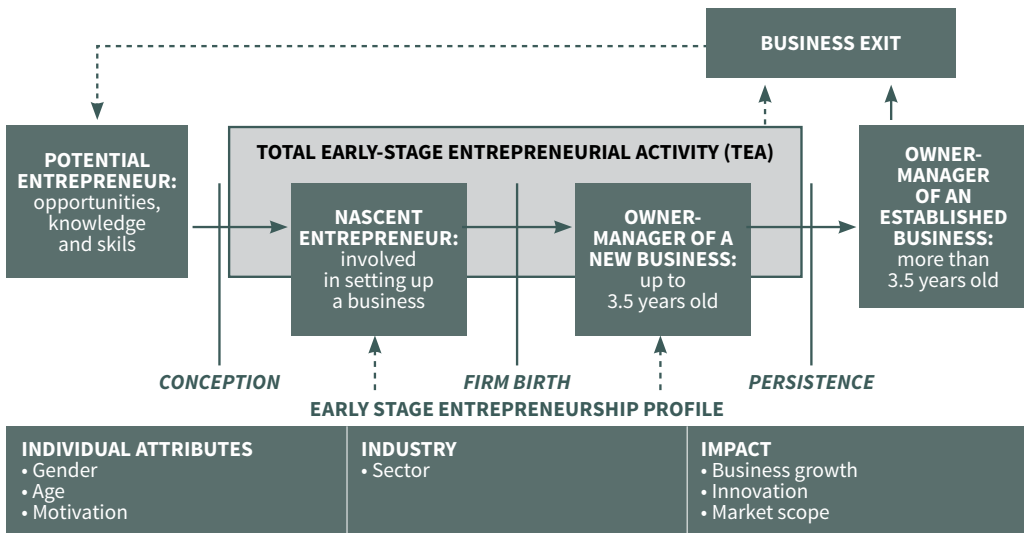 BUSINESS EXIT
POTENTIAL
ENTREPRENEUR:
opportunities,
knowledge
and skils
TOTAL EARLY-STAGE ENTREPRENEURIAL ACTIVITY (TEA)
NASCENT
ENTREPRENEUR:
involved
in setting up
a business
OWNER-
MANAGER OF A
NEW BUSINESS:
up to
3.5 years old
OWNER-
MANAGER
OF AN
ESTABLISHED
BUSINESS:
more than
3.5 years old
CONCEPTION
FIRM BIRTH
PERSISTENCE
EARLY STAGE ENTREPRENEURSHIP PROFILE
INDIVIDUAL ATTRIBUTES
• Gender
• Age
• Motivation
INDUSTRY
• Sector
IMPACT
• Business growth
• Innovation
• Market scope